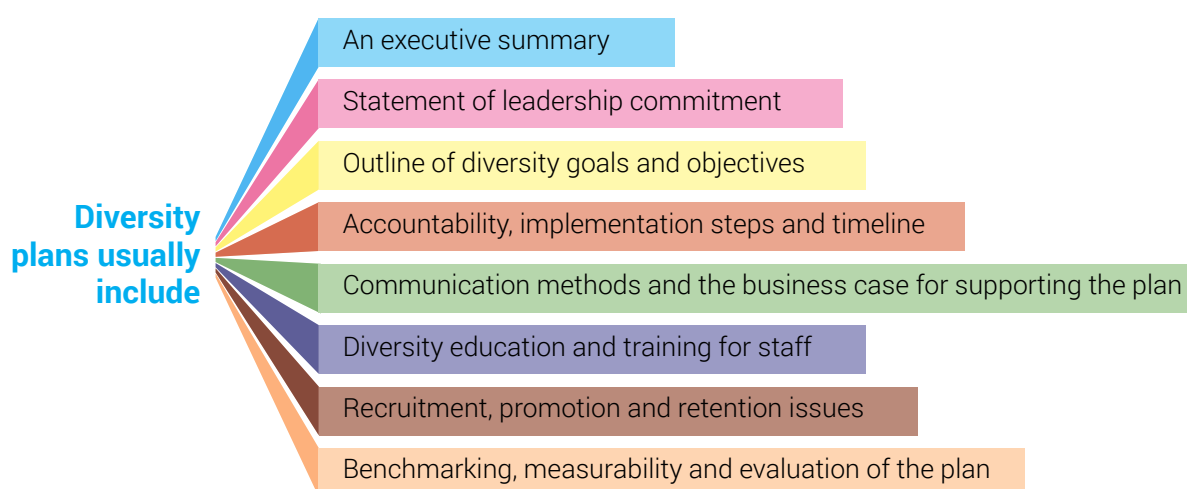 Diversity
plans usually
include
An executive summary
Statement of leadership commitment
Outline of diversity goals and objectives
Accountability, implementation steps and timeline
Communication methods and the business case for supporting the plan
Diversity education and training for staff
Recruitment, promotion and retention issues
Benchmarking, measurability and evaluation of the plan